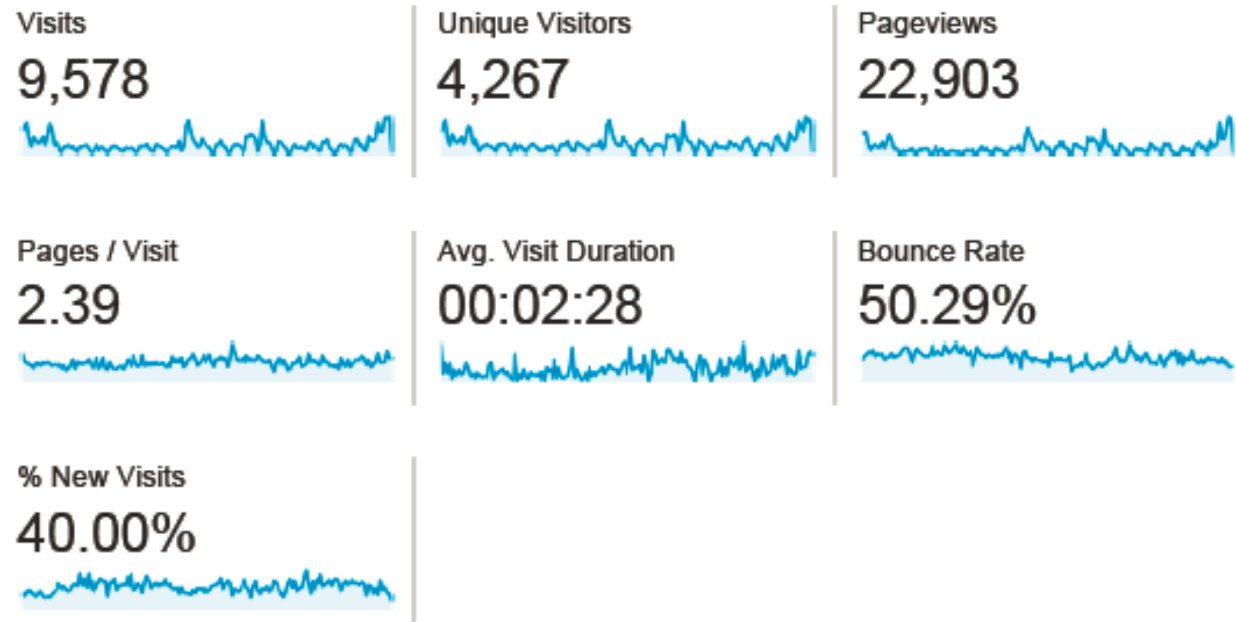 Visits
9,578
Unique Visitors
4,267
Pageviews
22,903
Pages / Visit
2.39
Avg. Visit Duration
00:02:28
Bounce Rate
50.29%
% New Visits
40.00%